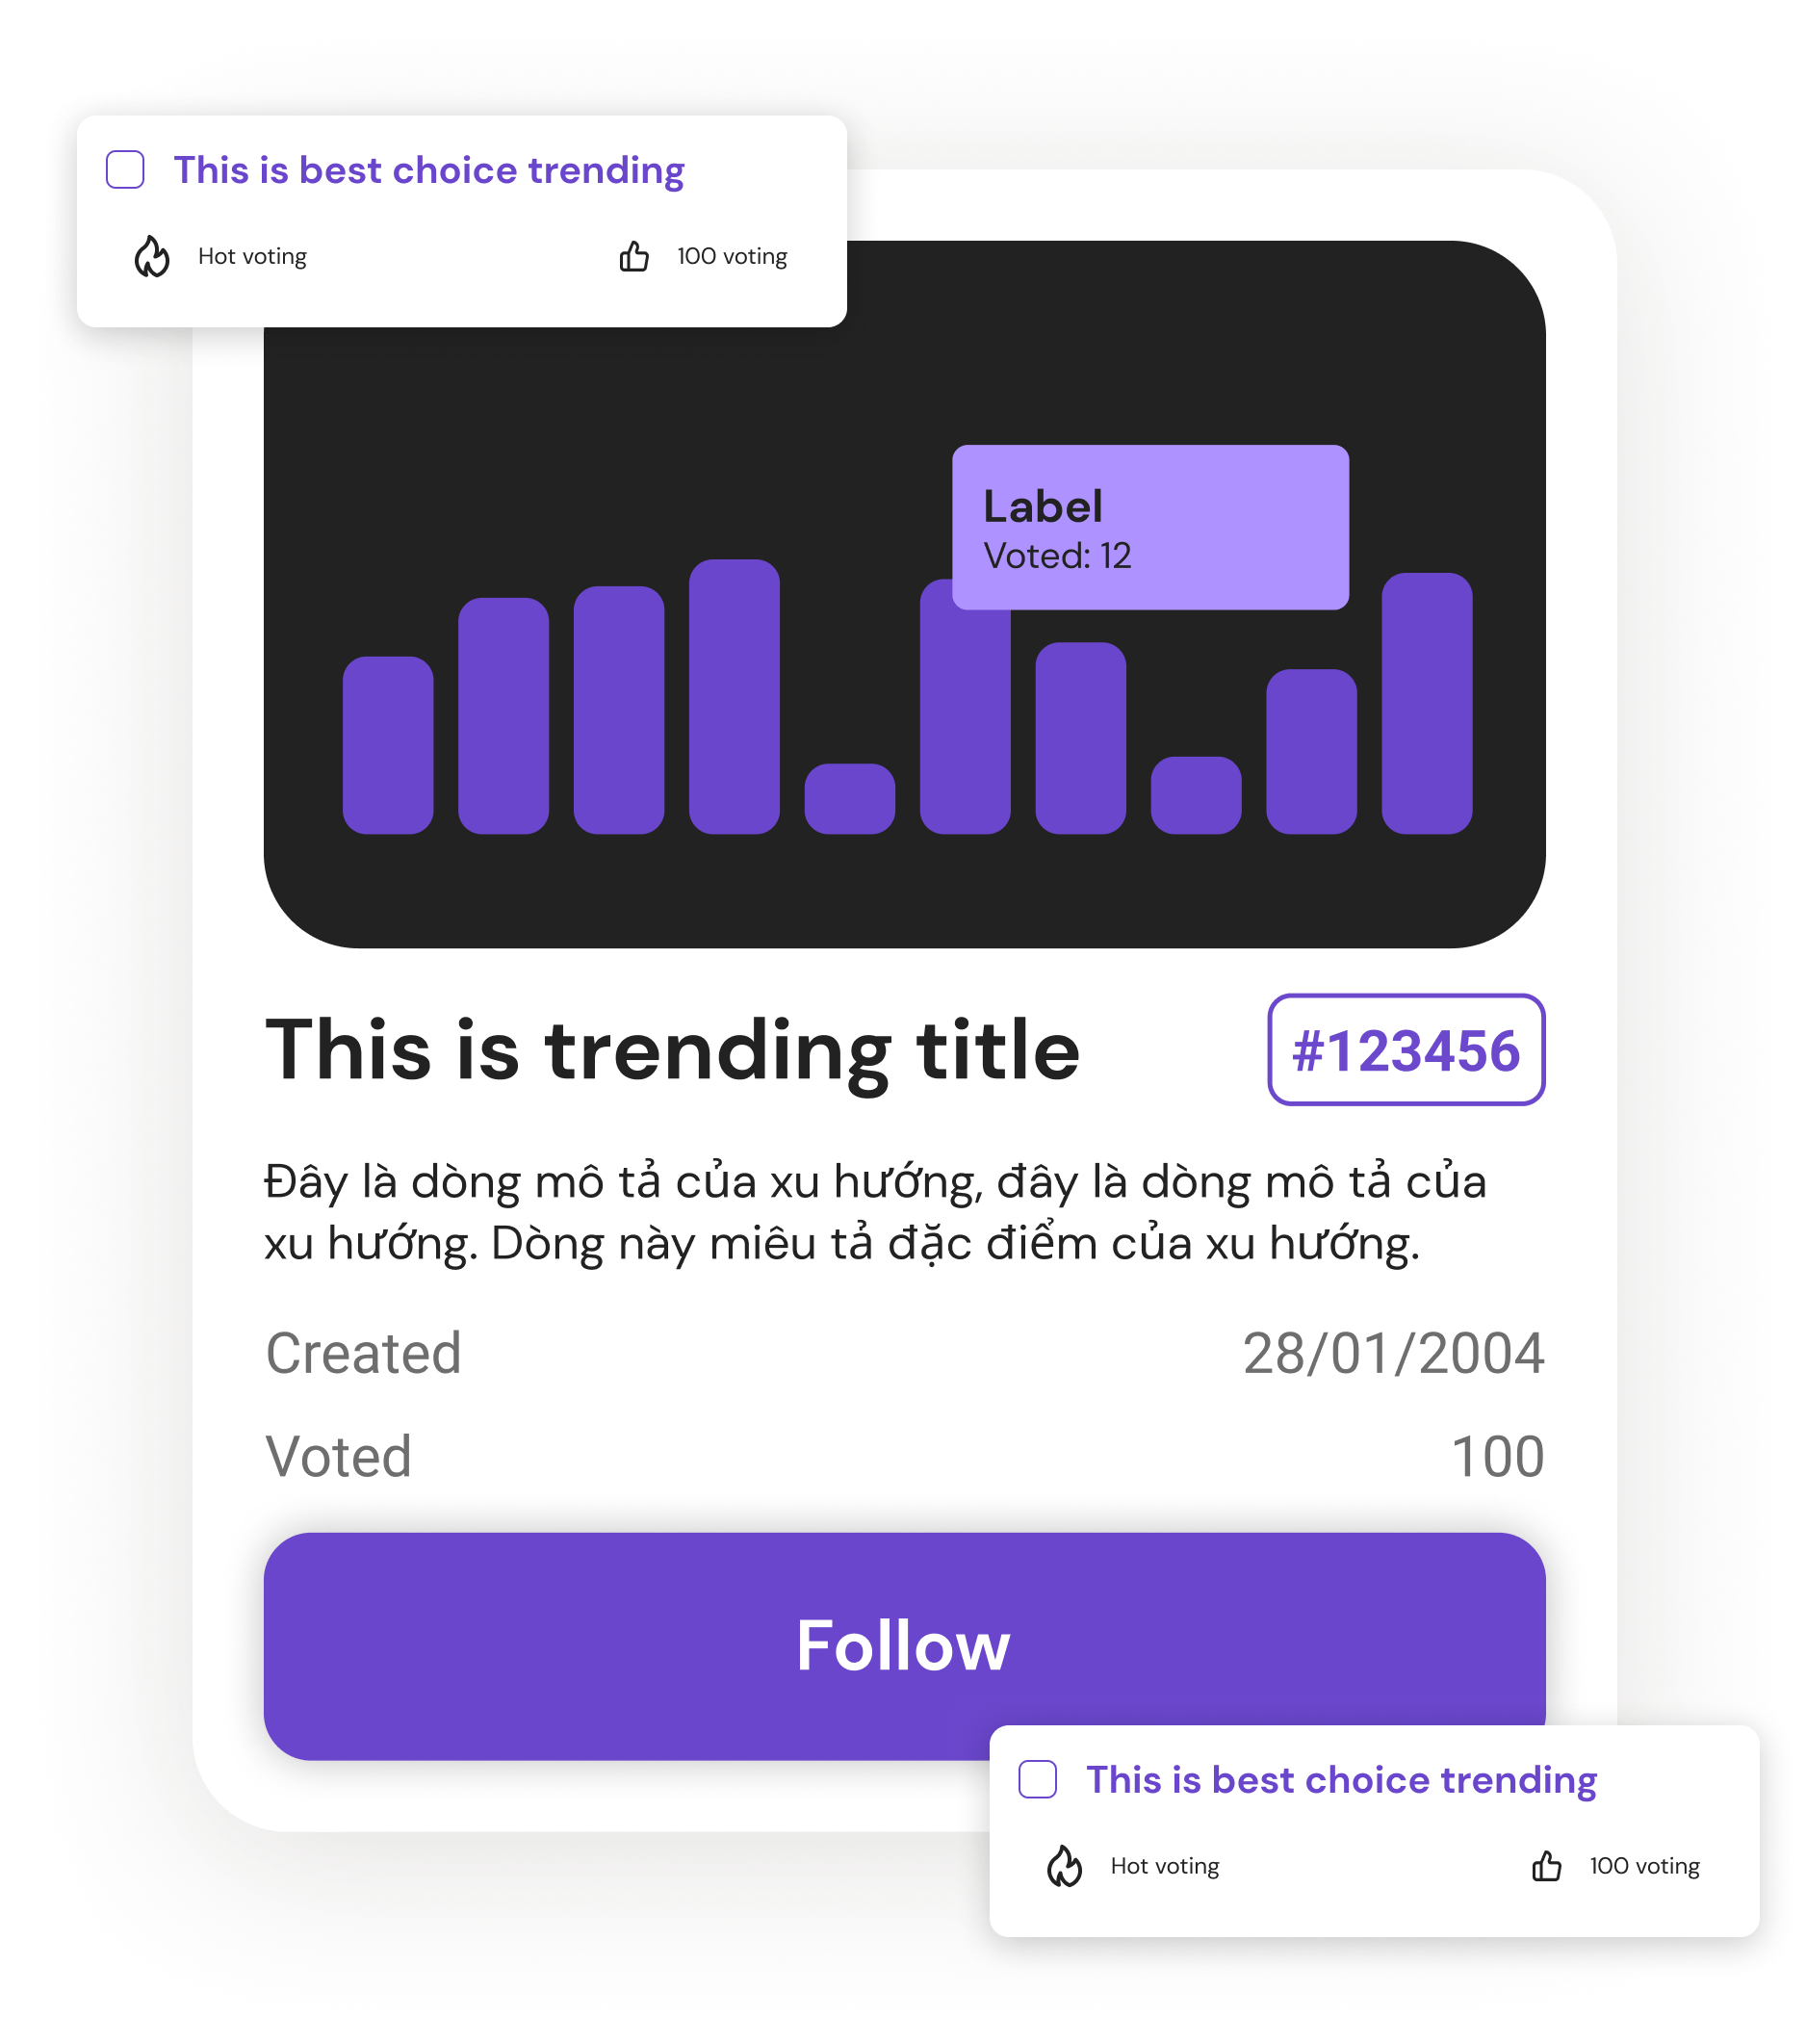 This is best choice trending
Hot voting
100 voting
Label
Voted: 12
This is trending title
#123456
Đây là dòng mô tả của xu hướng, đây là dòng mô tả của
xu hướng. Dòng này miêu tả đặc điểm của xu hướng.
Created
28/01/2004
Voted
100
Follow
This is best choice trending
Hot voting
100 voting